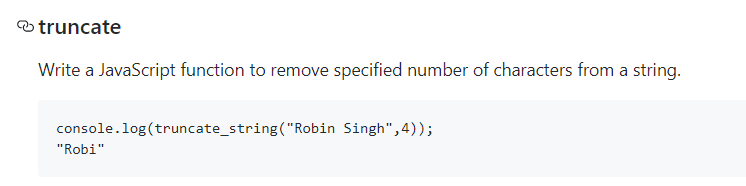 truncate
Write a JavaScript function to remove specified number of characters from a string.
console.log(truncate_string("Robin Singh",4));
"Robi"